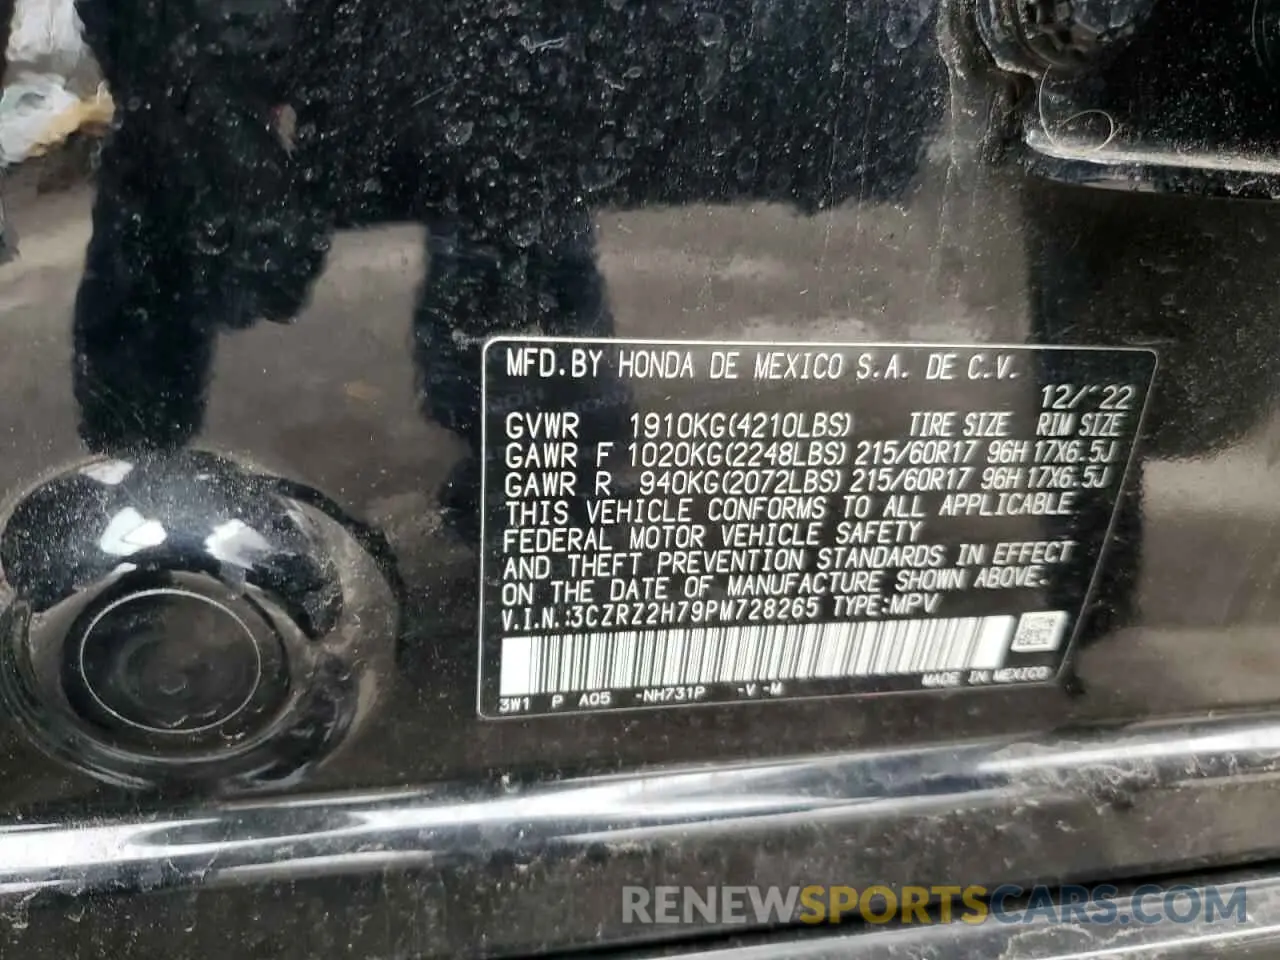 MFD.BY HONDA DE MEXICO S.A. DE C.V.
12/'22
GVWR 1910KG(4210LBS) TIRE SIZE RIM SIZE
GAWR F 1020KG(2248LBS) 215/60R17 96H 17X6.5J
GAWR R 940KG(2072LBS) 215/60R17 96H 17X6.5J
THIS VEHICLE CONFORMS TO ALL APPLICABLE
FEDERAL MOTOR VEHICLE SAFETY
AND THEFT PREVENTION STANDARDS IN EFFECT
ON THE DATE OF MANUFACTURE SHOWN ABOVE.
V.I.N.:3CZRZ2H79PM728265 TYPE:MPV
MADE IN MEXICO
3W1 P A05 -NH731P -V -M
RENEWSPORTSCARS.COM